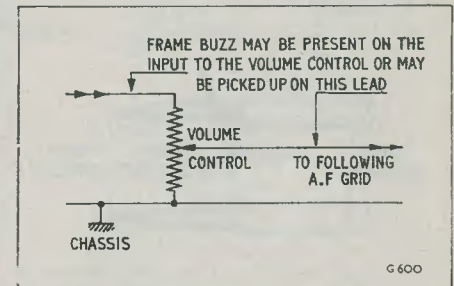 FRAME BUZZ MAY BE PRESENT ON THE
INPUT TO THE VOLUME CONTROL OR MAY
BE PICKED UP ON THIS LEAD
VOLUME
CONTROL
TO FOLLOWING
A.F GRID
CHASSIS
G 600